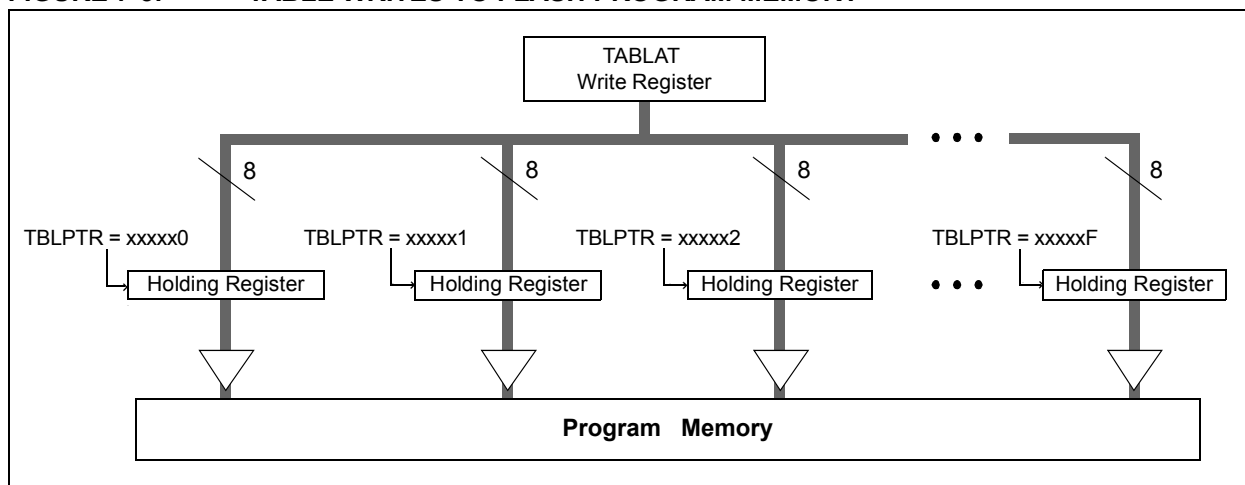 TABLAT
Write Register
8
8
8
8
TBLPTR = xxxxx0
TBLPTR = xxxxx1
TBLPTR = xxxxx2
TBLPTR = xxxxxF
Holding Register
Holding Register
Holding Register
Holding Register
Program Memory